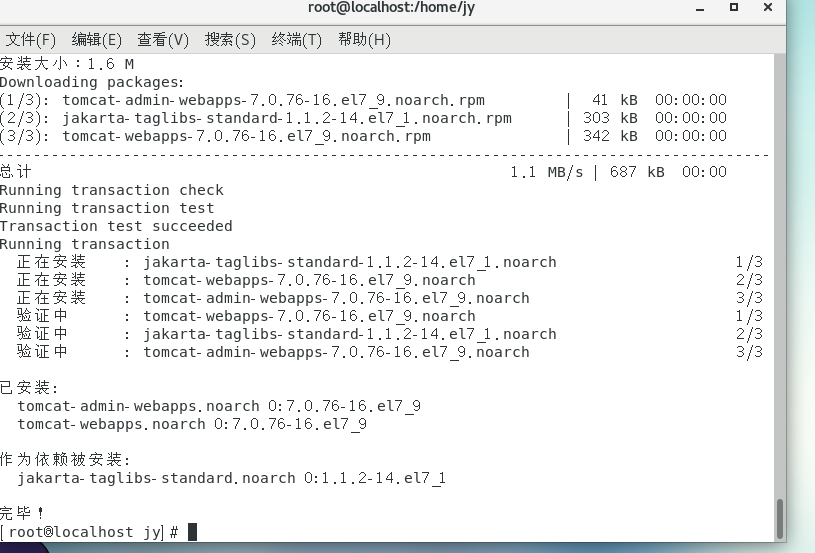 root@localhost:/home/jy
文件(F) 编辑(E) 查看(V) 搜索(S) 终端(T) 帮助(H)
安装大小：1.6 M
Downloading packages:
(1/3): tomcat-admin-webapps-7.0.76-16.el7_9.noarch.rpm | 41 kB 00:00:00
(2/3): jakarta-taglibs-standard-1.1.2-14.el7_1.noarch.rpm | 303 kB 00:00:00
(3/3): tomcat-webapps-7.0.76-16.el7_9.noarch.rpm | 342 kB 00:00:00
--------------------------------------------------------------------------------
总计 1.1 MB/s | 687 kB 00:00
Running transaction check
Running transaction test
Transaction test succeeded
Running transaction
正在安装 : jakarta-taglibs-standard-1.1.2-14.el7_1.noarch 1/3
正在安装 : tomcat-webapps-7.0.76-16.el7_9.noarch 2/3
正在安装 : tomcat-admin-webapps-7.0.76-16.el7_9.noarch 3/3
验证中 : tomcat-webapps-7.0.76-16.el7_9.noarch 1/3
验证中 : jakarta-taglibs-standard-1.1.2-14.el7_1.noarch 2/3
验证中 : tomcat-admin-webapps-7.0.76-16.el7_9.noarch 3/3
已安装:
tomcat-admin-webapps.noarch 0:7.0.76-16.el7_9
tomcat-webapps.noarch 0:7.0.76-16.el7_9
作为依赖被安装:
jakarta-taglibs-standard.noarch 0:1.1.2-14.el7_1
完毕！
[root@localhost jy]#